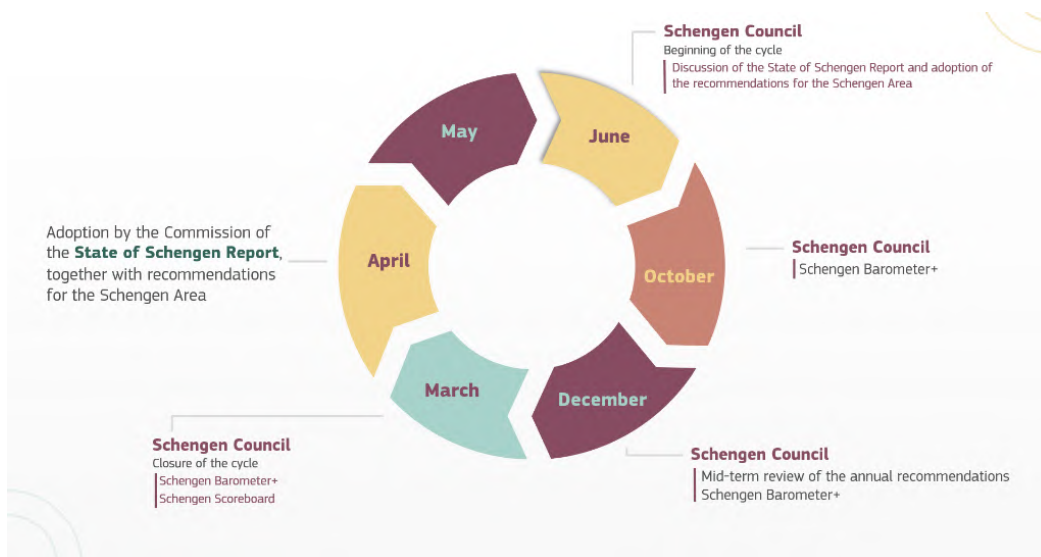 Schengen Council
Beginning of the cycle
Discussion of the State of Schengen Report and adoption of
the recommendations for the Schengen Area
May
June
Adoption by the Commission of
the State of Schengen Report,
together with recommendations
for the Schengen Area
April
October
Schengen Council
Schengen Barometer+
March
December
Schengen Council
Closure of the cycle
Schengen Barometer+
Schengen Scoreboard
Schengen Council
Mid-term review of the annual recommendations
Schengen Barometer+